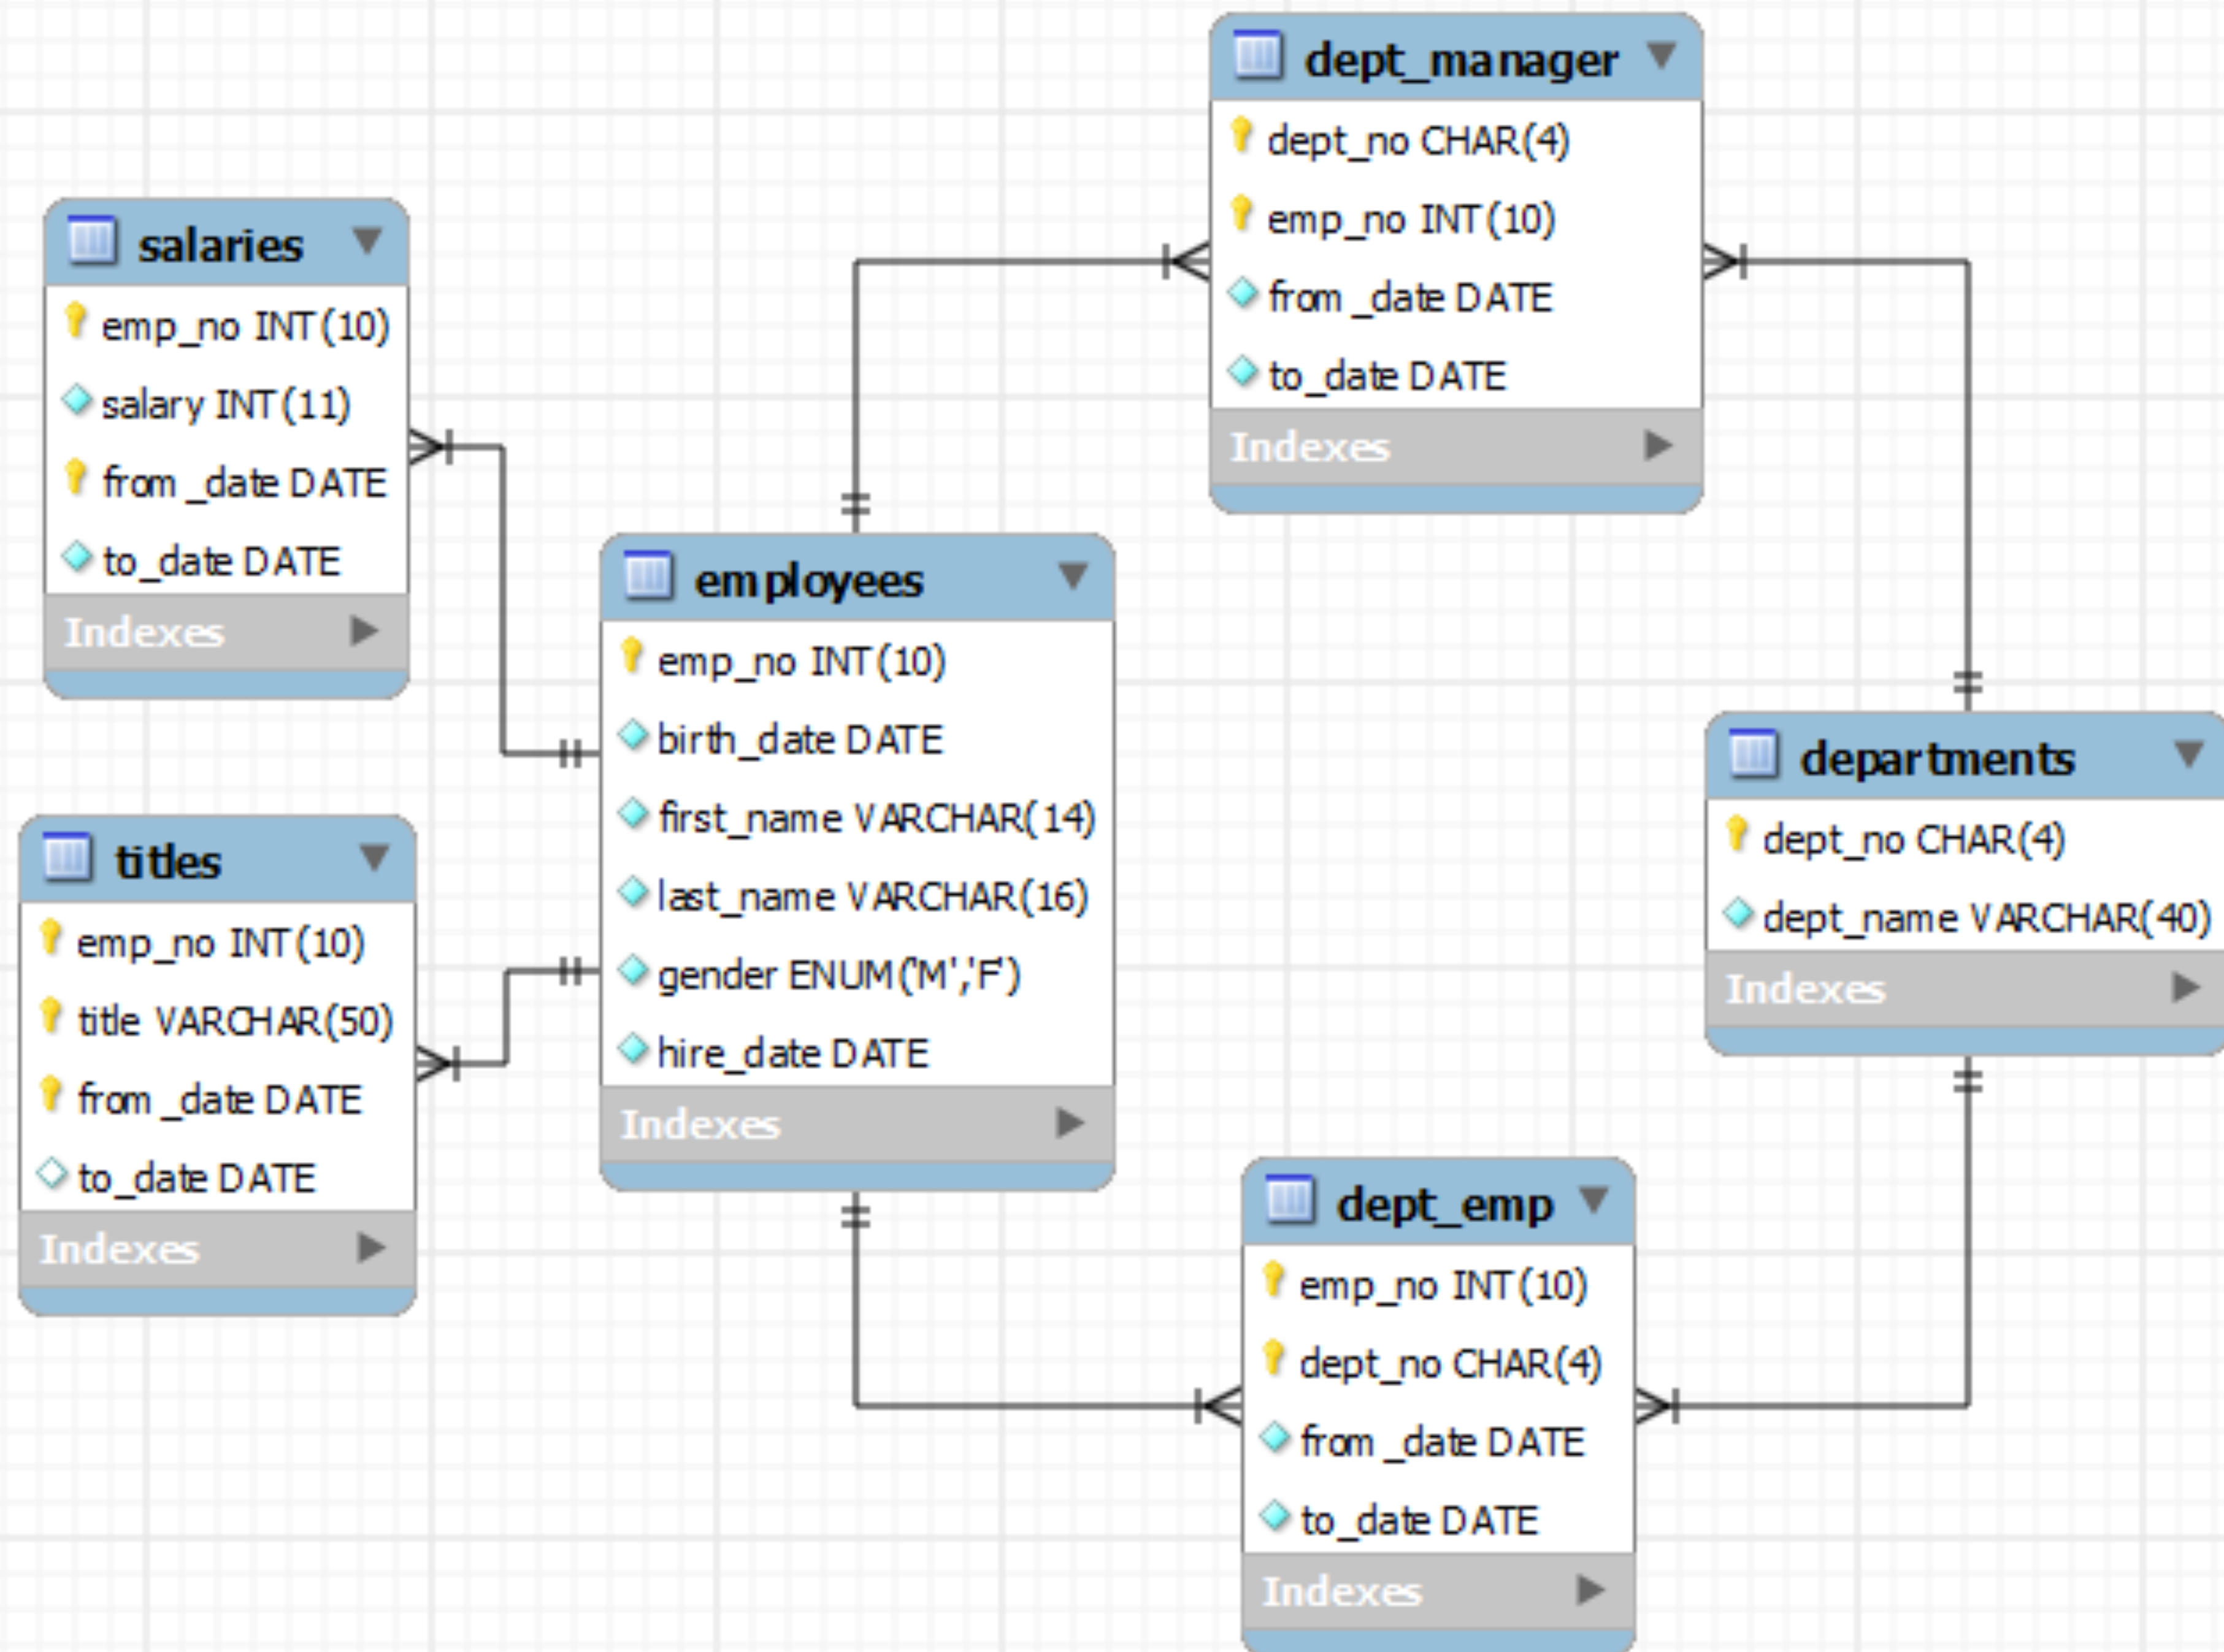 dept_manager
dept_no CHAR(4)
emp_no INT(10)
from_date DATE
to_date DATE
Indexes
salaries
emp_no INT(10)
salary INT(11)
from_date DATE
to_date DATE
Indexes
employees
emp_no INT(10)
birth_date DATE
first_name VARCHAR(14)
last_name VARCHAR(16)
gender ENUM('M','F')
hire_date DATE
Indexes
departments
dept_no CHAR(4)
dept_name VARCHAR(40)
Indexes
titles
emp_no INT(10)
title VARCHAR(50)
from_date DATE
to_date DATE
Indexes
dept_emp
emp_no INT(10)
dept_no CHAR(4)
from_date DATE
to_date DATE
Indexes